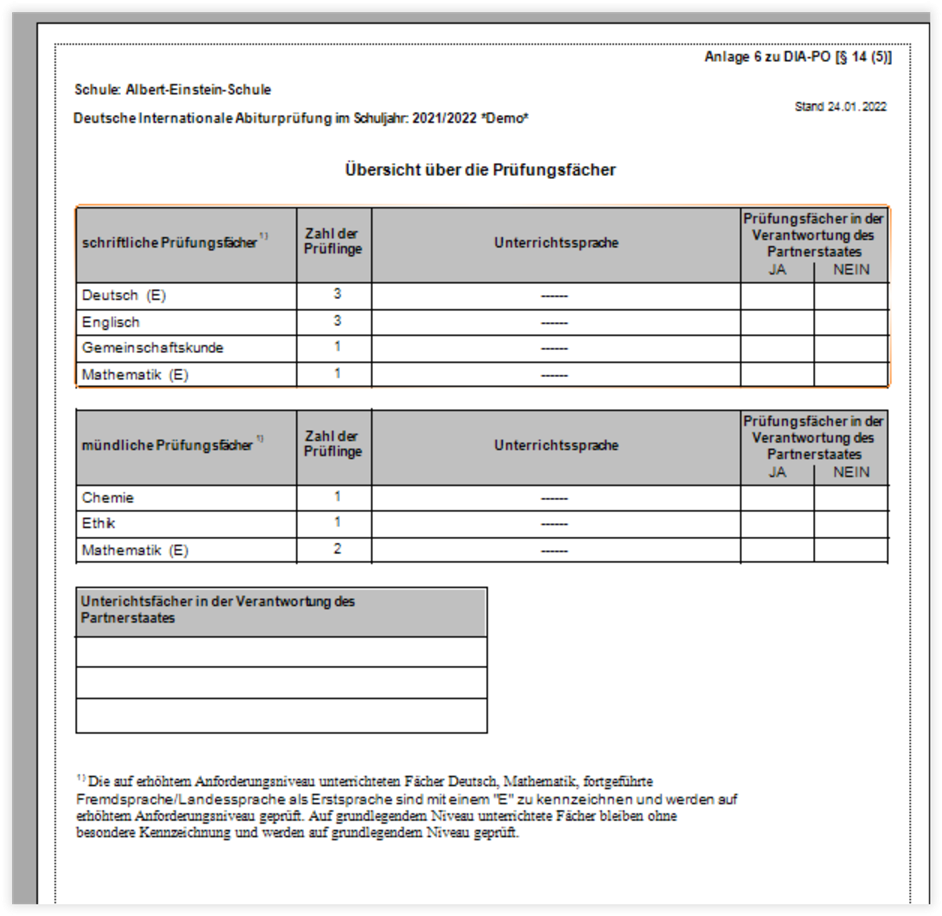 Anlage 6 zu DIA-PO [§ 14 (5)]
Schule: Albert-Einstein-Schule
Stand 24.01.2022
Deutsche Internationale Abiturprüfung im Schuljahr: 2021/2022 *Demo*
Übersicht über die Prüfungsfächer
schriftliche Prüfungsfächer 1)
Zahl der
Prüflinge
Unterrichtssprache
Prüfungsfächer in der
Verantwortung des
Partnerstaates
JA NEIN
Deutsch (E) 3 ------
Englisch 3 ------
Gemeinschaftskunde 1 ------
Mathematik (E) 1 ------
mündliche Prüfungsfächer 1)
Zahl der
Prüflinge
Unterrichtssprache
Prüfungsfächer in der
Verantwortung des
Partnerstaates
JA NEIN
Chemie 1 ------
Ethik 1 ------
Mathematik (E) 2 ------
Unterichtsfächer in der Verantwortung des
Partnerstaates
1) Die auf erhöhtem Anforderungsniveau unterrichteten Fächer Deutsch, Mathematik, fortgeführte
Fremdsprache/Landessprache als Erstsprache sind mit einem "E" zu kennzeichnen und werden auf
erhöhtem Anforderungsniveau geprüft. Auf grundlegendem Niveau unterrichtete Fächer bleiben ohne
besondere Kennzeichnung und werden auf grundlegendem Niveau geprüft.